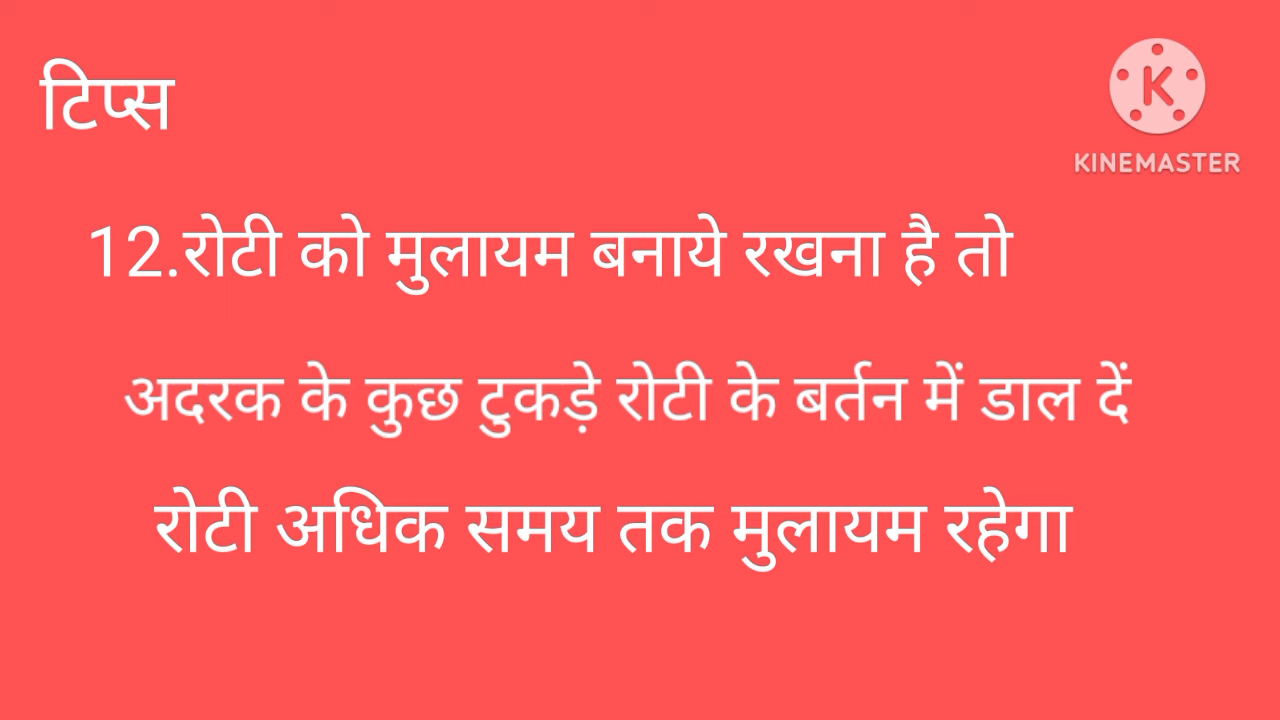 टिप्स
KINEMASTER
12.रोटी को मुलायम बनाये रखना है तो
अदरक के कुछ टुकड़े रोटी के बर्तन में डाल दें
रोटी अधिक समय तक मुलायम रहेगा